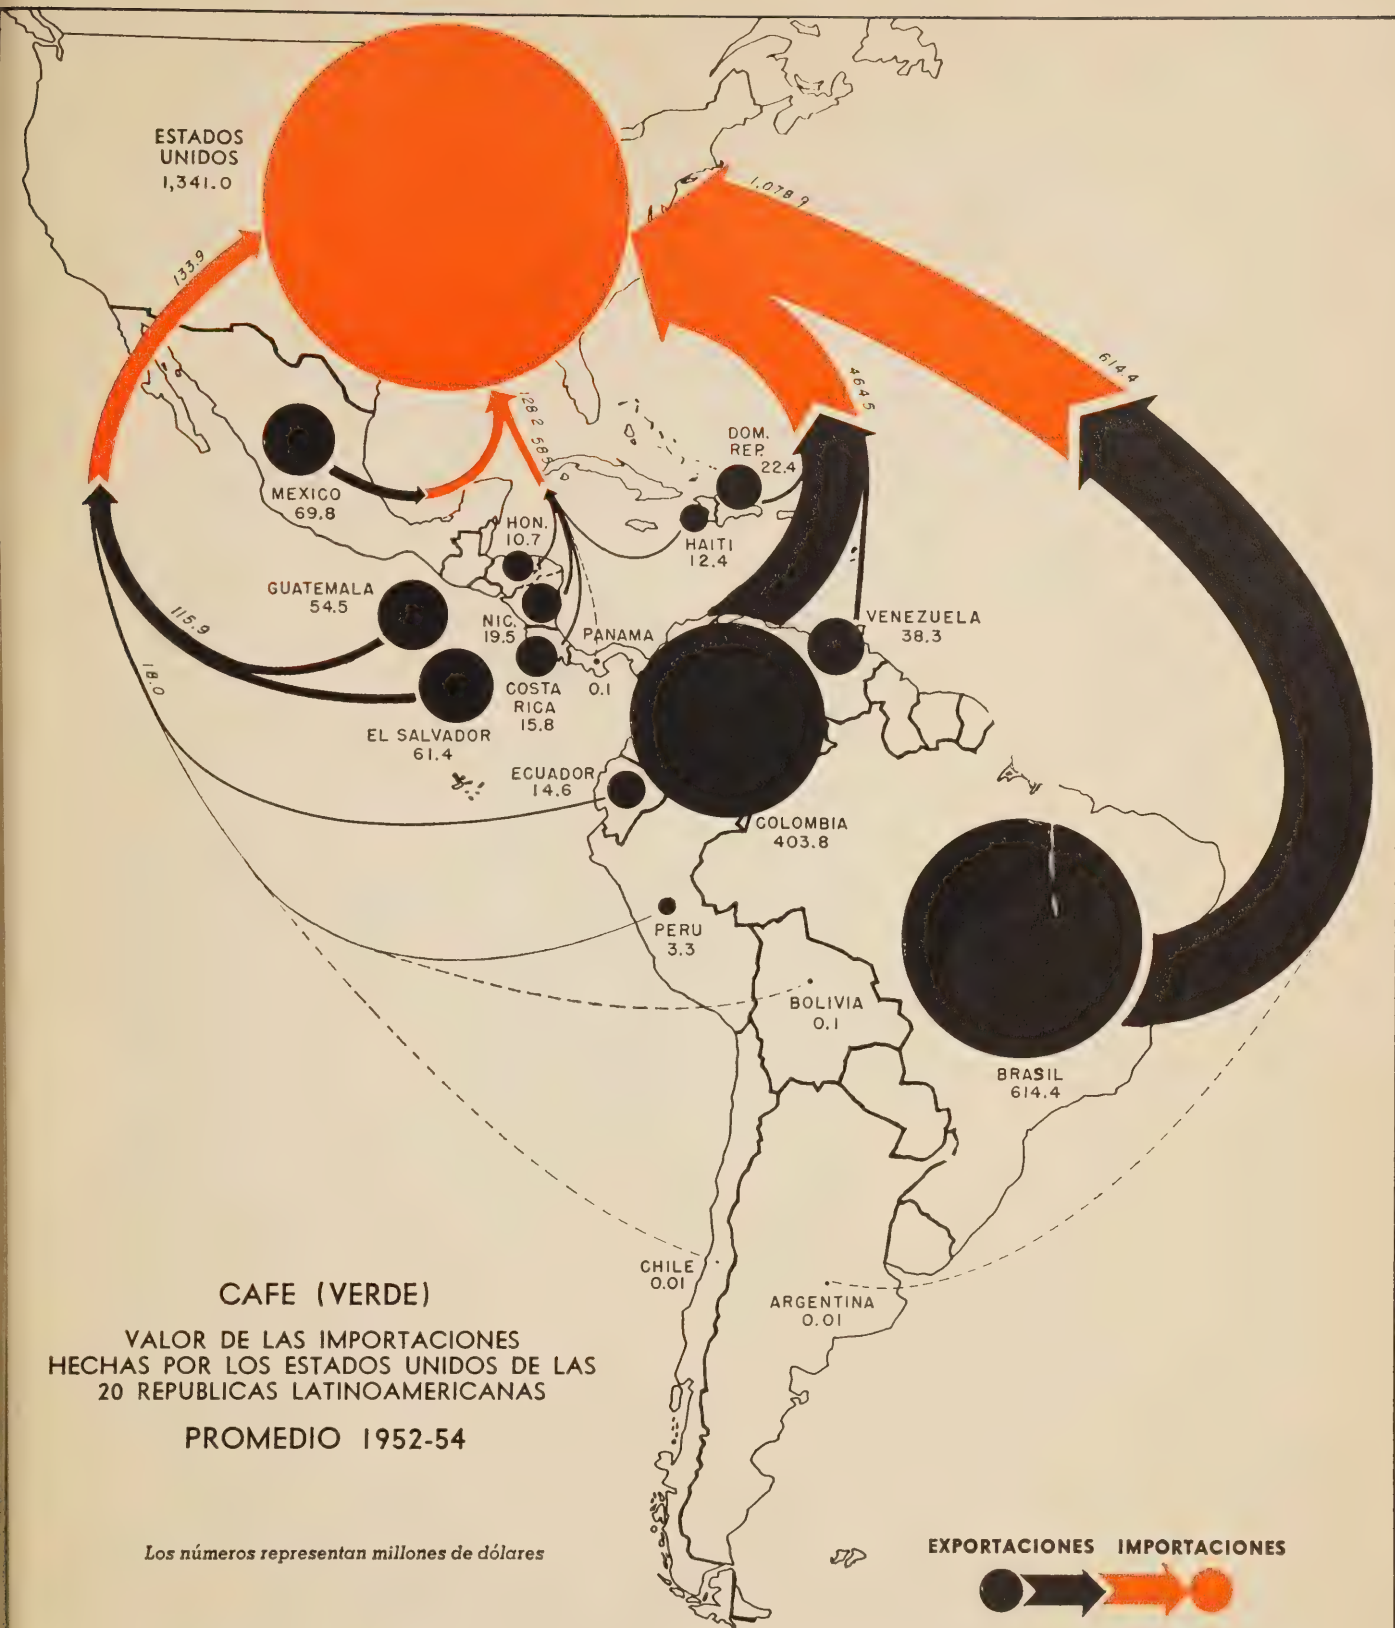 ESTADOS
UNIDOS
1,341.0
1,078.9
133.9
614.4
464.5
128.2
58.5
DOM.
REP.
22.4
MEXICO
69.8
HON.
10.7
HAITI
12.4
GUATEMALA
54.5
115.9
NIC.
19.5
PANAMA
0.1
VENEZUELA
38.3
18.0
COSTA
RICA
15.8
EL SALVADOR
61.4
ECUADOR
14.6
COLOMBIA
403.8
PERU
3.3
BOLIVIA
0.1
BRASIL
614.4
CHILE
0.01
ARGENTINA
0.01
CAFE (VERDE)
VALOR DE LAS IMPORTACIONES
HECHAS POR LOS ESTADOS UNIDOS DE LAS
20 REPUBLICAS LATINOAMERICANAS
PROMEDIO 1952-54
Los números representan millones de dólares
EXPORTACIONES IMPORTACIONES